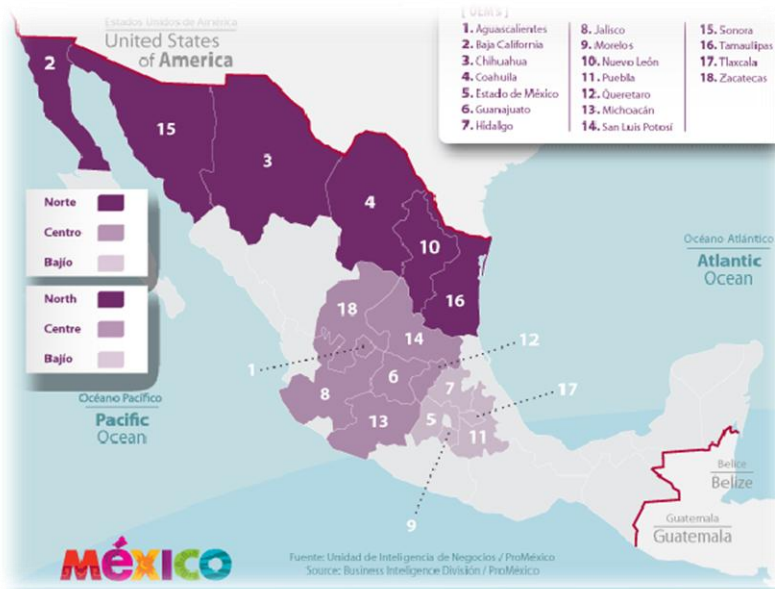 [ OEM's ]
1. Aguascalientes
2. Baja California
3. Chihuahua
4. Coahuila
5. Estado de México
6. Guanajuato
7. Hidalgo
8. Jalisco
9. Morelos
10. Nuevo León
11. Puebla
12. Queretaro
13. Michoacán
14. San Luis Potosí
15. Sonora
16. Tamaulipas
17. Tlaxcala
18. Zacatecas
Estados Unidos de América
United States
of America
2
15
3
4
10
16
18
14
12
1
6
7
17
8
13
5
11
9
Norte
Centro
Bajío
North
Centre
Bajío
Océano Atlántico
Atlantic
Ocean
Océano Pacífico
Pacific
Ocean
Belice
Belize
Guatemala
Guatemala
méxico
Fuente: Unidad de Inteligencia de Negocios / ProMéxico
Source: Business Inteligence División / ProMéxico